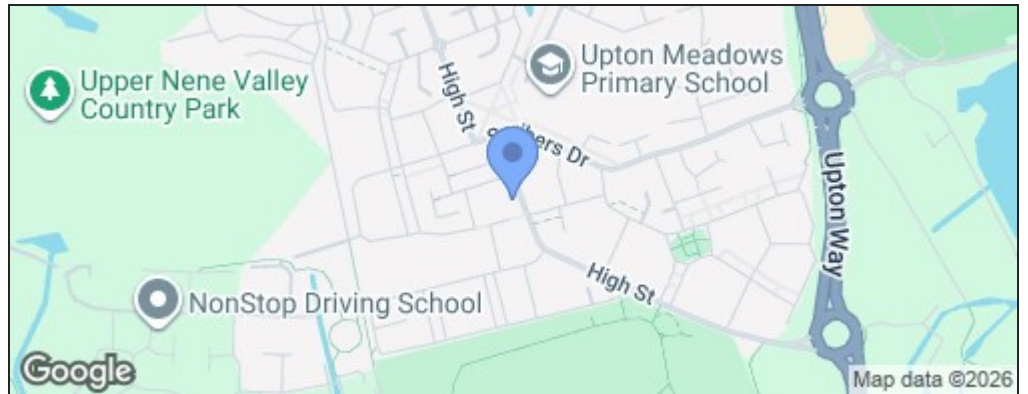 Upper Nene Valley
Country Park
High St
Upton Meadows
Primary School
Dr
Upton Way
High St
NonStop Driving School
Google
Map data ©2026